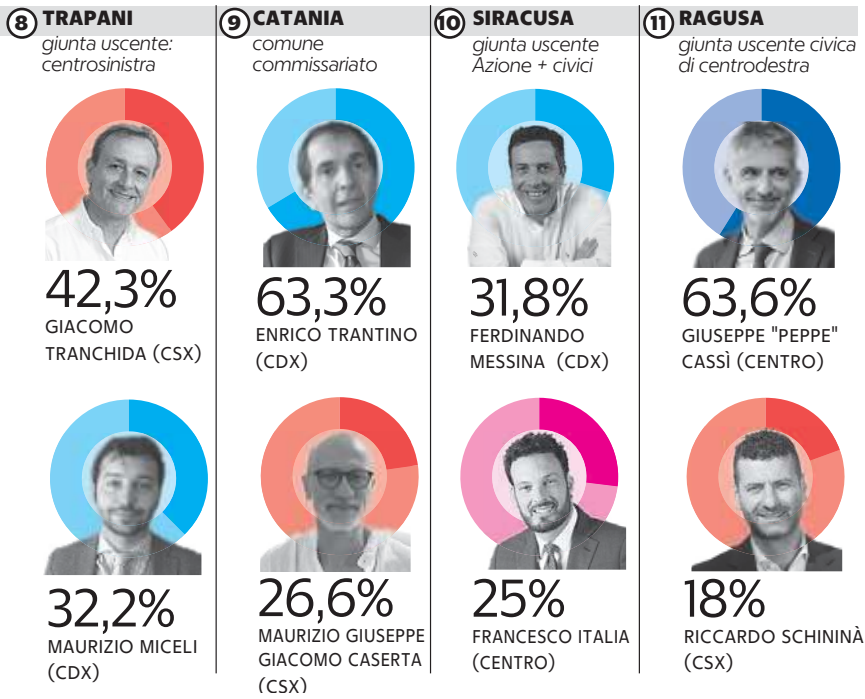 8 TRAPANI
giunta uscente:
centrosinistra
42,3%
GIACOMO
TRANCHIDA (CSX)
32,2%
MAURIZIO MICELI
(CDX)
9 CATANIA
comune
commissariato
63,3%
ENRICO TRANTINO
(CDX)
26,6%
MAURIZIO GIUSEPPE
GIACOMO CASERTA
(CSX)
10 SIRACUSA
giunta uscente
Azione + civici
31,8%
FERDINANDO
MESSINA (CDX)
25%
FRANCESCO ITALIA
(CENTRO)
11 RAGUSA
giunta uscente civica
di centrodestra
63,6%
GIUSEPPE "PEPPE"
CASSÌ (CENTRO)
18%
RICCARDO SCHININÀ
(CSX)